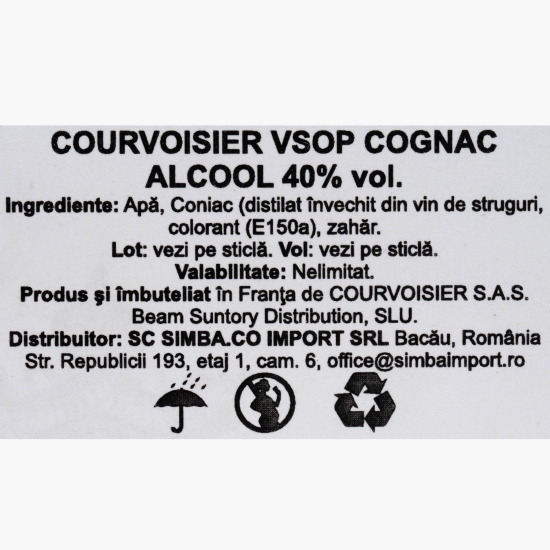 COURVOISIER VSOP COGNAC
ALCOOL 40% vol.
Ingrediente: Apă, Coniac (distilat învechit din vin de struguri,
colorant (E150a), zahăr.
Lot: vezi pe sticlă. Vol: vezi pe sticlă.
Valabilitate: Nelimitat.
Produs şi îmbuteliat în Franţa de COURVOISIER S.A.S.
Beam Suntory Distribution, SLU.
Distribuitor: SC SIMBA.CO IMPORT SRL Bacău, România
Str. Republicii 193, etaj 1, cam. 6, office@simbaimport.ro